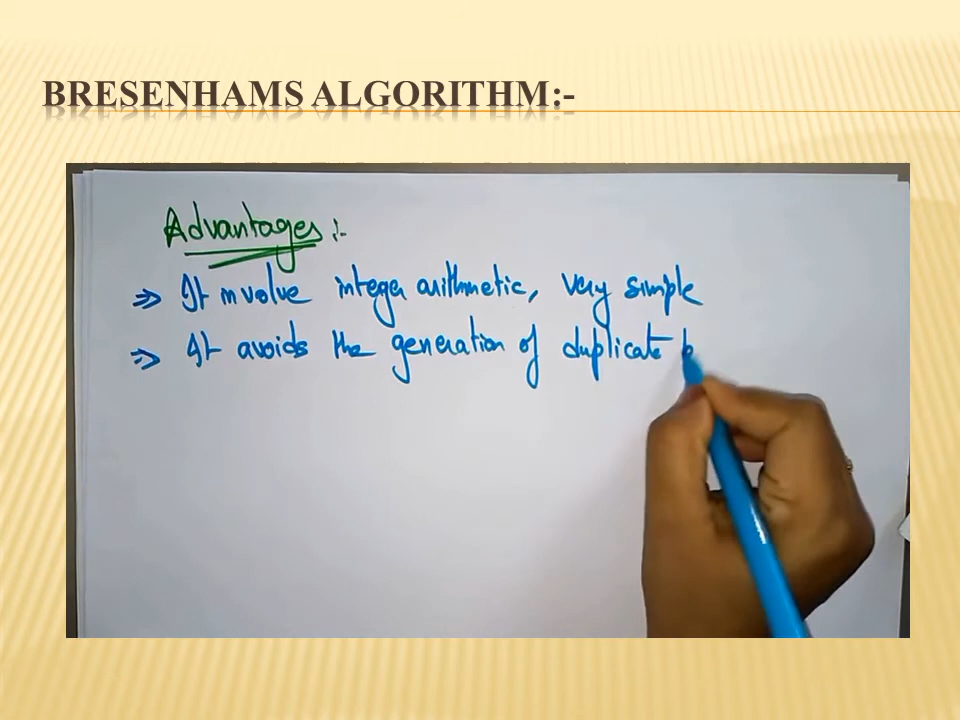 BRESENHAMS ALGORITHM:-
Advantages :-
⇒ It involve integer arithmetic, very simple
⇒ It avoids the generation of duplicate